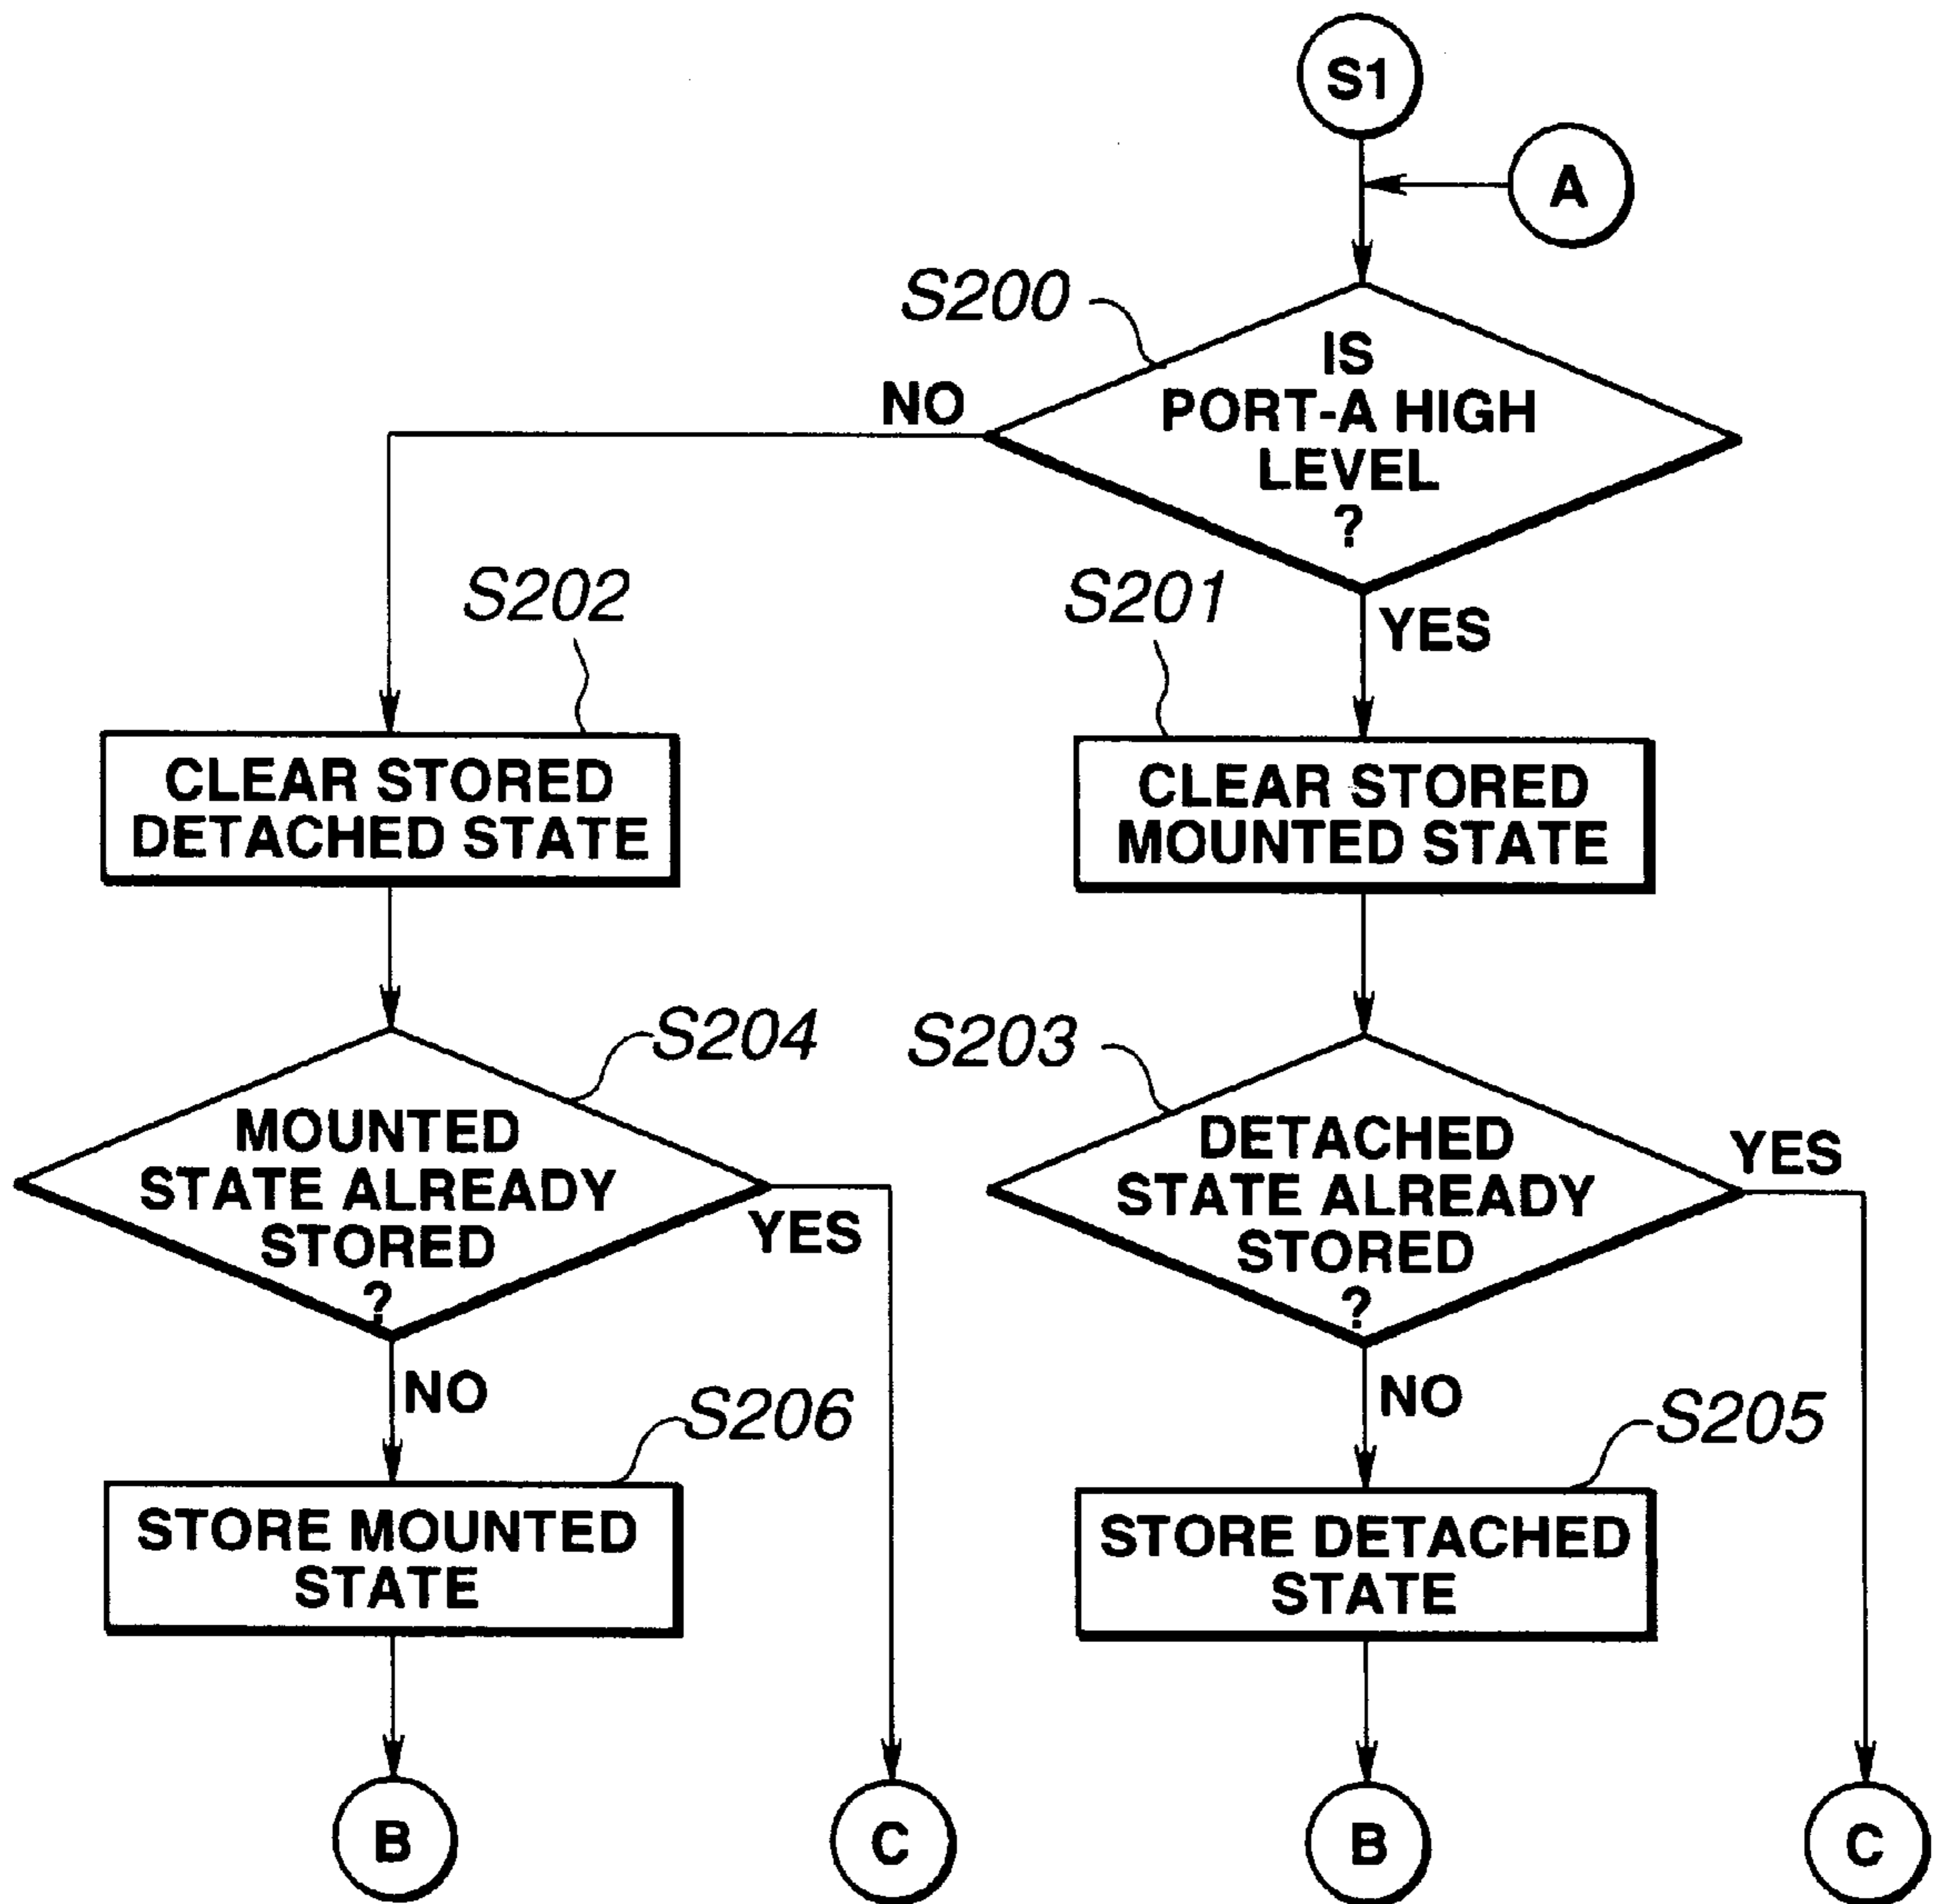 S1
A
S200
IS
PORT-A HIGH
LEVEL
?
NO
YES
S202
S201
CLEAR STORED
DETACHED STATE
CLEAR STORED
MOUNTED STATE
S204
S203
MOUNTED
STATE ALREADY
STORED
?
YES
DETACHED
STATE ALREADY
STORED
?
YES
NO
NO
S206
S205
STORE MOUNTED
STATE
STORE DETACHED
STATE
B
C
B
C